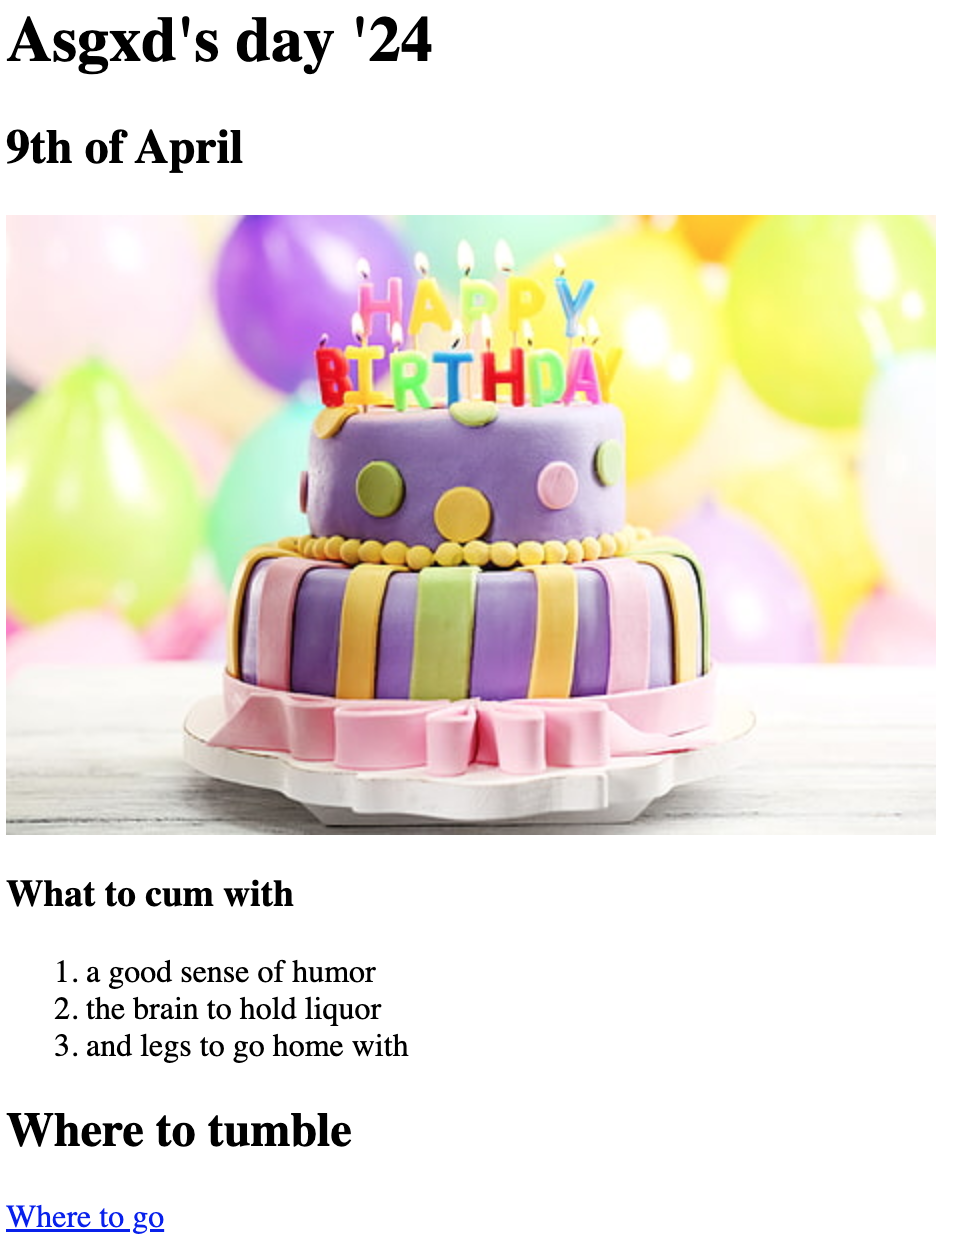 Asgxd's day '24
9th of April
HAPPY
BIRTHDAY
What to cum with
1. a good sense of humor
2. the brain to hold liquor
3. and legs to go home with
Where to tumble
Where to go